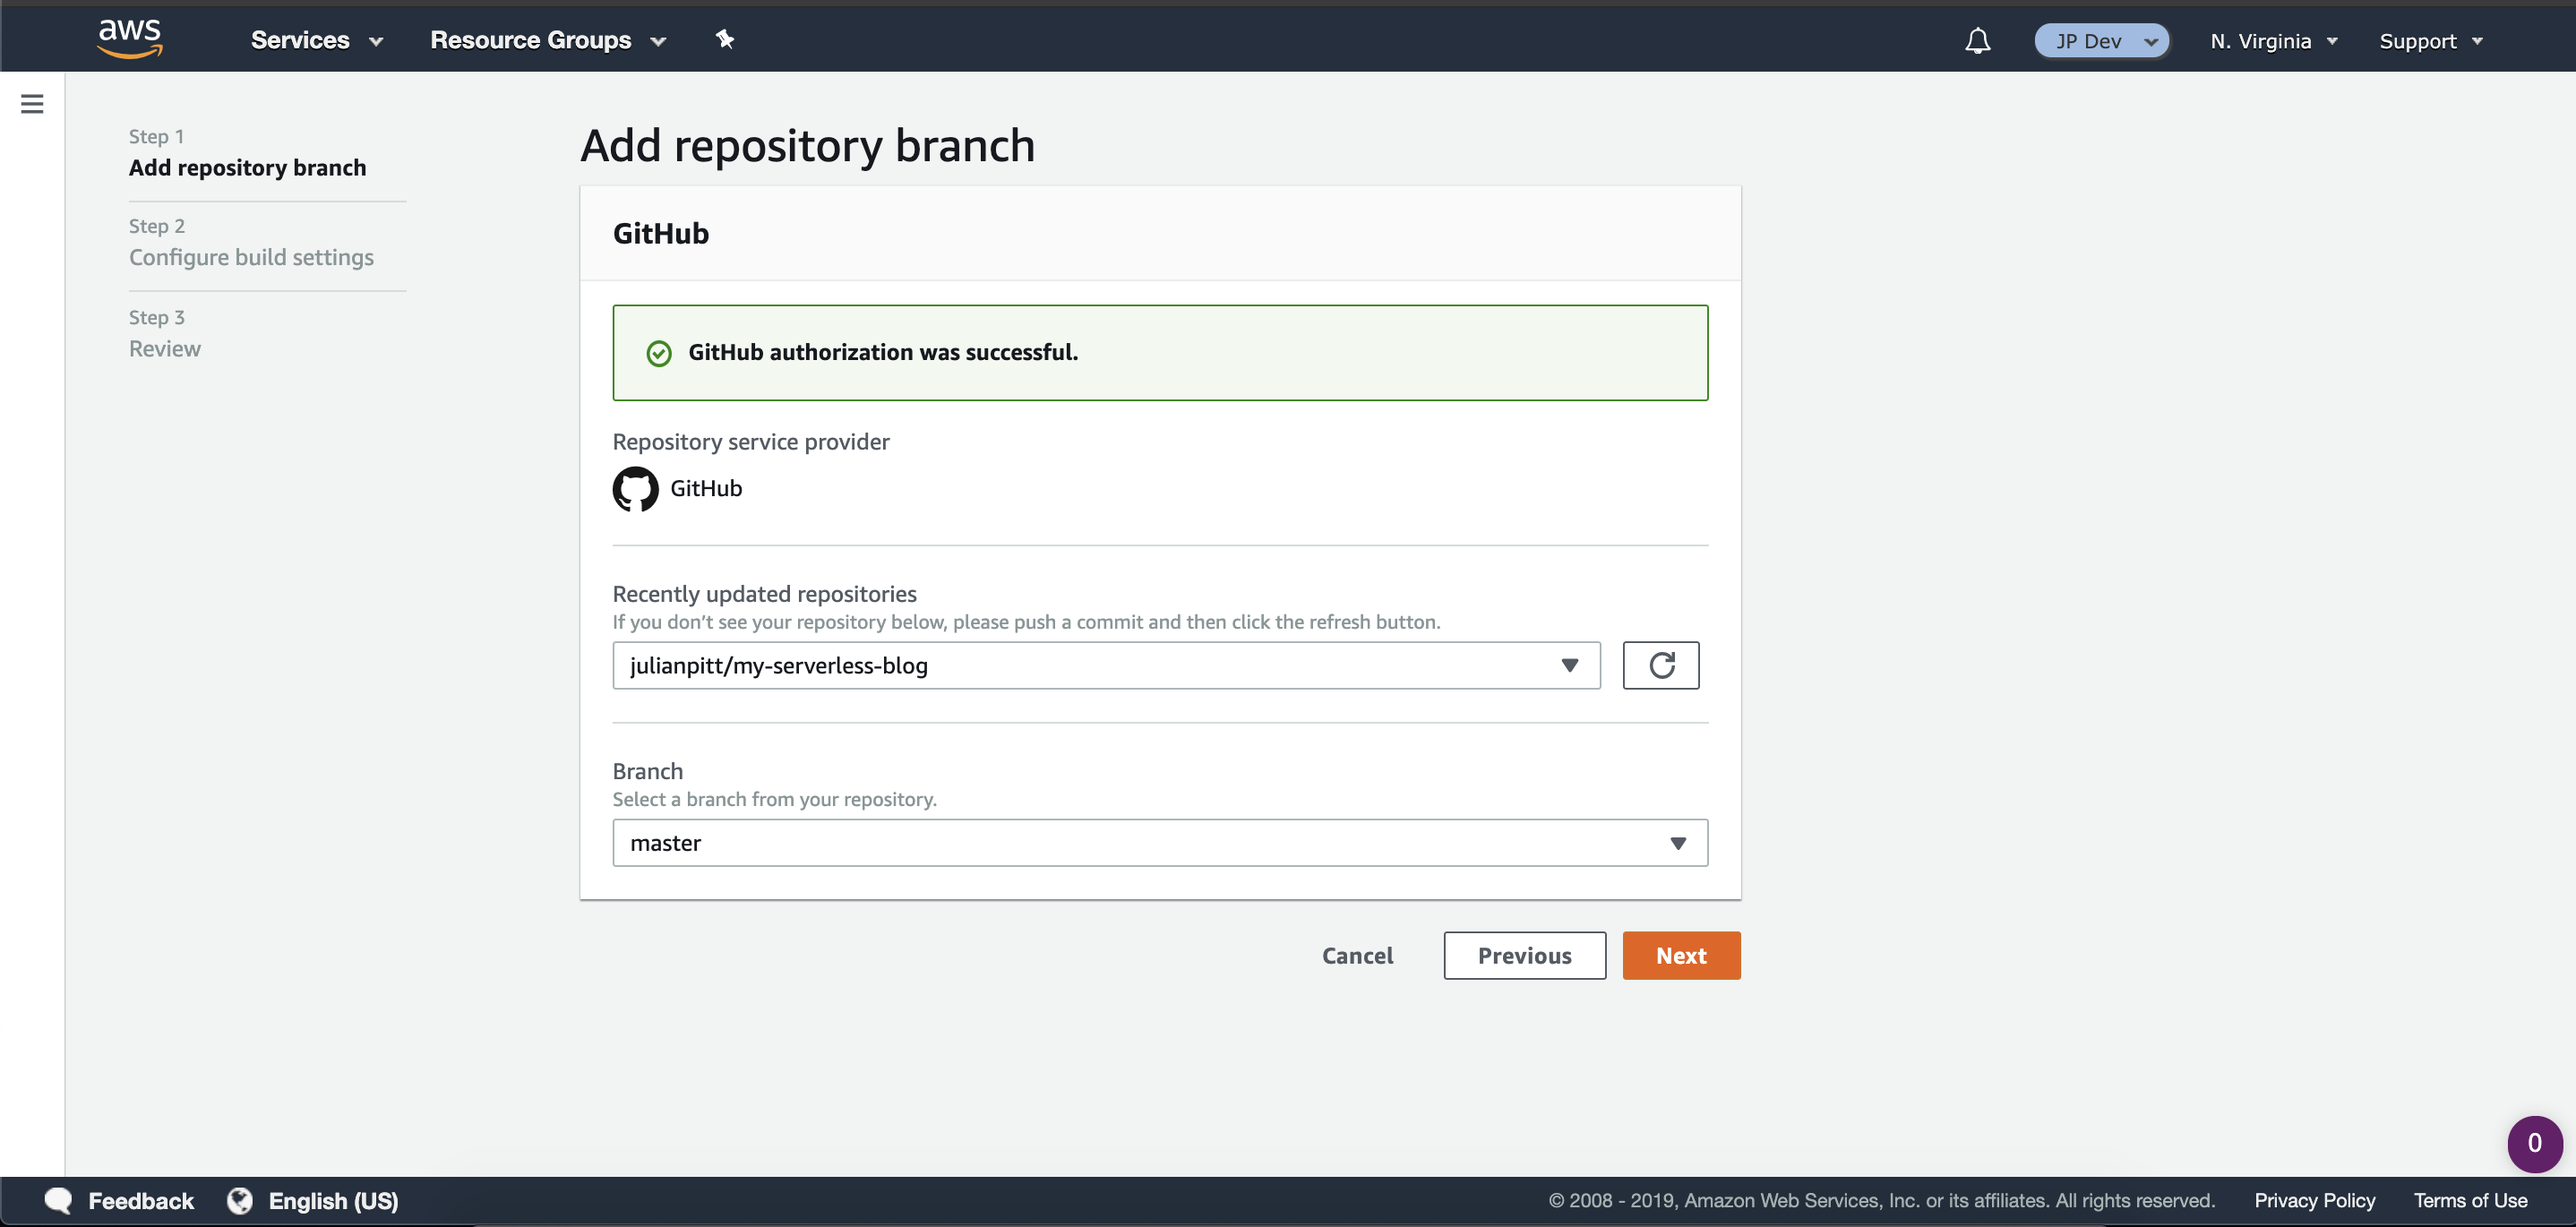 aws
Services
Resource Groups
JP Dev
N. Virginia
Support
Step 1
Add repository branch
Step 2
Configure build settings
Step 3
Review
Add repository branch
GitHub
GitHub authorization was successful.
Repository service provider
GitHub
Recently updated repositories
If you don’t see your repository below, please push a commit and then click the refresh button.
julianpitt/my-serverless-blog
Branch
Select a branch from your repository.
master
Cancel
Previous
Next
0
Feedback
English (US)
© 2008 - 2019, Amazon Web Services, Inc. or its affiliates. All rights reserved.
Privacy Policy
Terms of Use